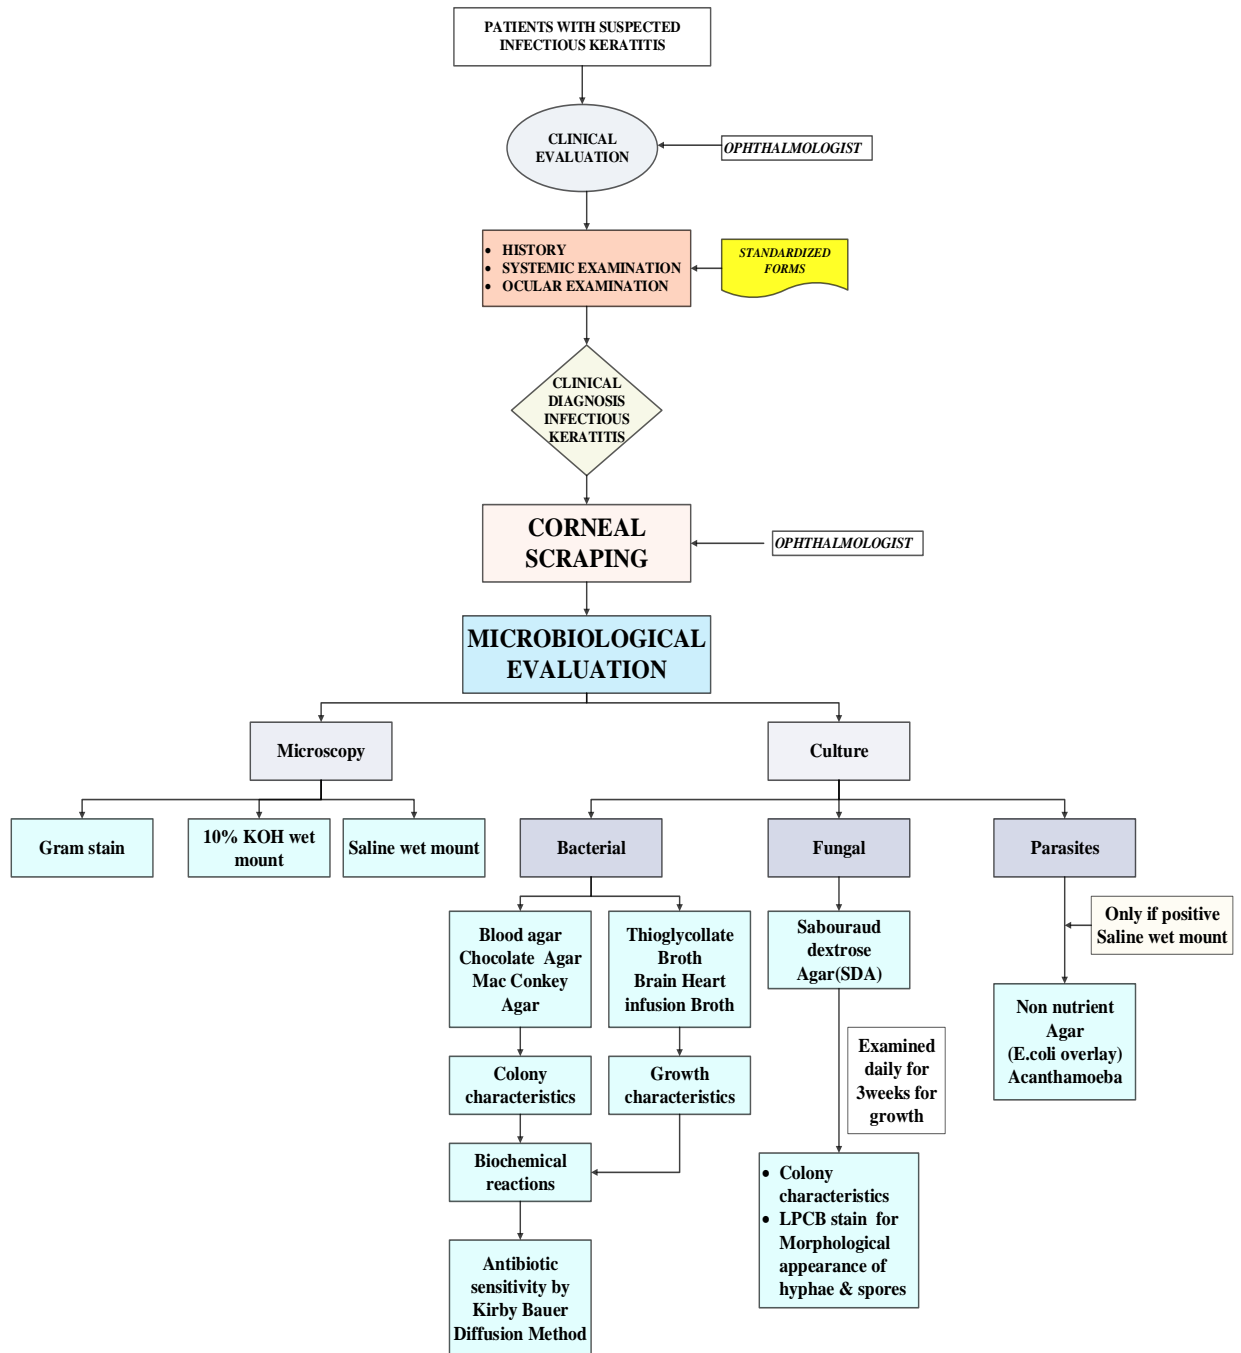 PATIENTS WITH SUSPECTED
INFECTIOUS KERATITIS
CLINICAL
EVALUATION
OPHTHALMOLOGIST
• HISTORY
• SYSTEMIC EXAMINATION
• OCULAR EXAMINATION
STANDARDIZED
FORMS
CLINICAL
DIAGNOSIS
INFECTIOUS
KERATITIS
CORNEAL
SCRAPING
OPHTHALMOLOGIST
MICROBIOLOGICAL
EVALUATION
Microscopy
Culture
Gram stain
10% KOH wet
mount
Saline wet mount
Bacterial
Fungal
Parasites
Blood agar
Chocolate Agar
Mac Conkey
Agar
Thioglycollate
Broth
Brain Heart
infusion Broth
Sabouraud
dextrose
Agar(SDA)
Only if positive
Saline wet mount
Non nutrient
Agar
(E.coli overlay)
Acanthamoeba
Examined
daily for
3weeks for
growth
Colony
characteristics
Growth
characteristics
Biochemical
reactions
• Colony
characteristics
• LPCB stain for
Morphological
appearance of
hyphae & spores
Antibiotic
sensitivity by
Kirby Bauer
Diffusion Method